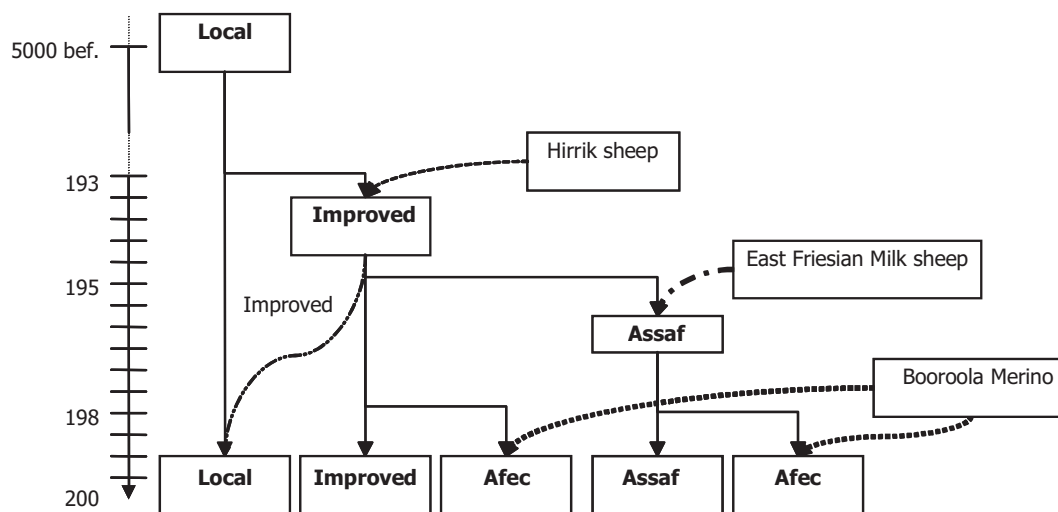 Local
5000 bef.
Hirrik sheep
193
Improved
East Friesian Milk sheep
195
Improved
Assaf
Booroola Merino
198
Local
Improved
Afec
Assaf
Afec
200